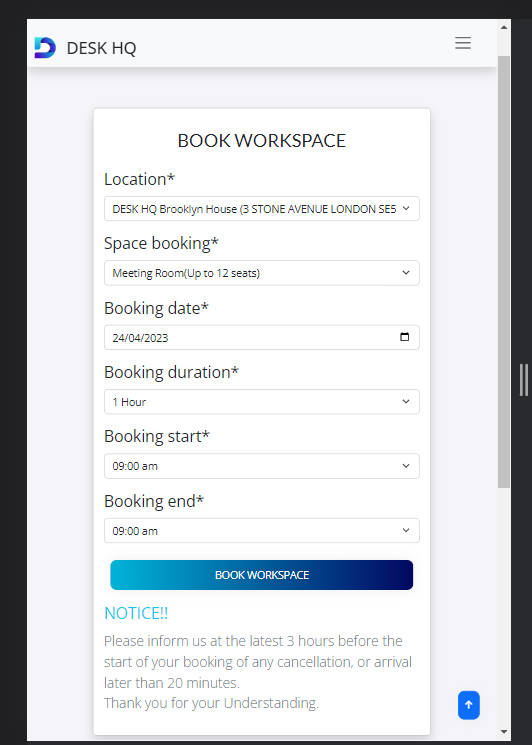 DESK HQ
BOOK WORKSPACE
Location*
DESK HQ Brooklyn House (3 STONE AVENUE LONDON SE5
Space booking*
Meeting Room(Up to 12 seats)
Booking date*
24/04/2023
Booking duration*
1 Hour
Booking start*
09:00 am
Booking end*
09:00 am
BOOK WORKSPACE
NOTICE!!
Please inform us at the latest 3 hours before the
start of your booking of any cancellation, or arrival
later than 20 minutes.
Thank you for your Understanding.